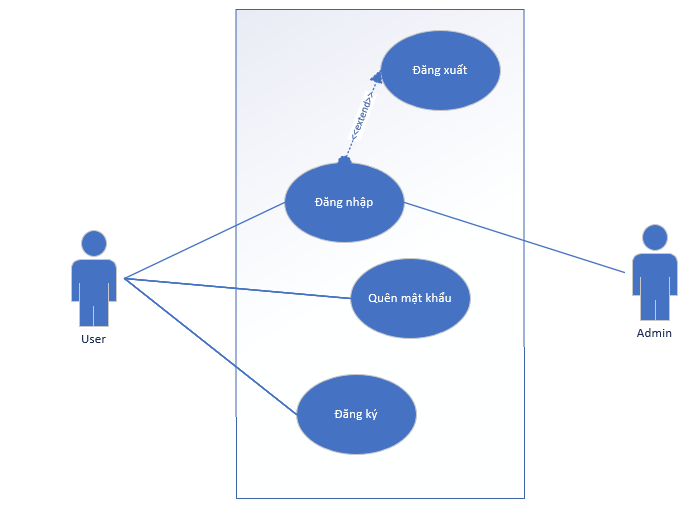 Đăng xuất
<<extend>>
Đăng nhập
Quên mật khẩu
User
Admin
Đăng ký